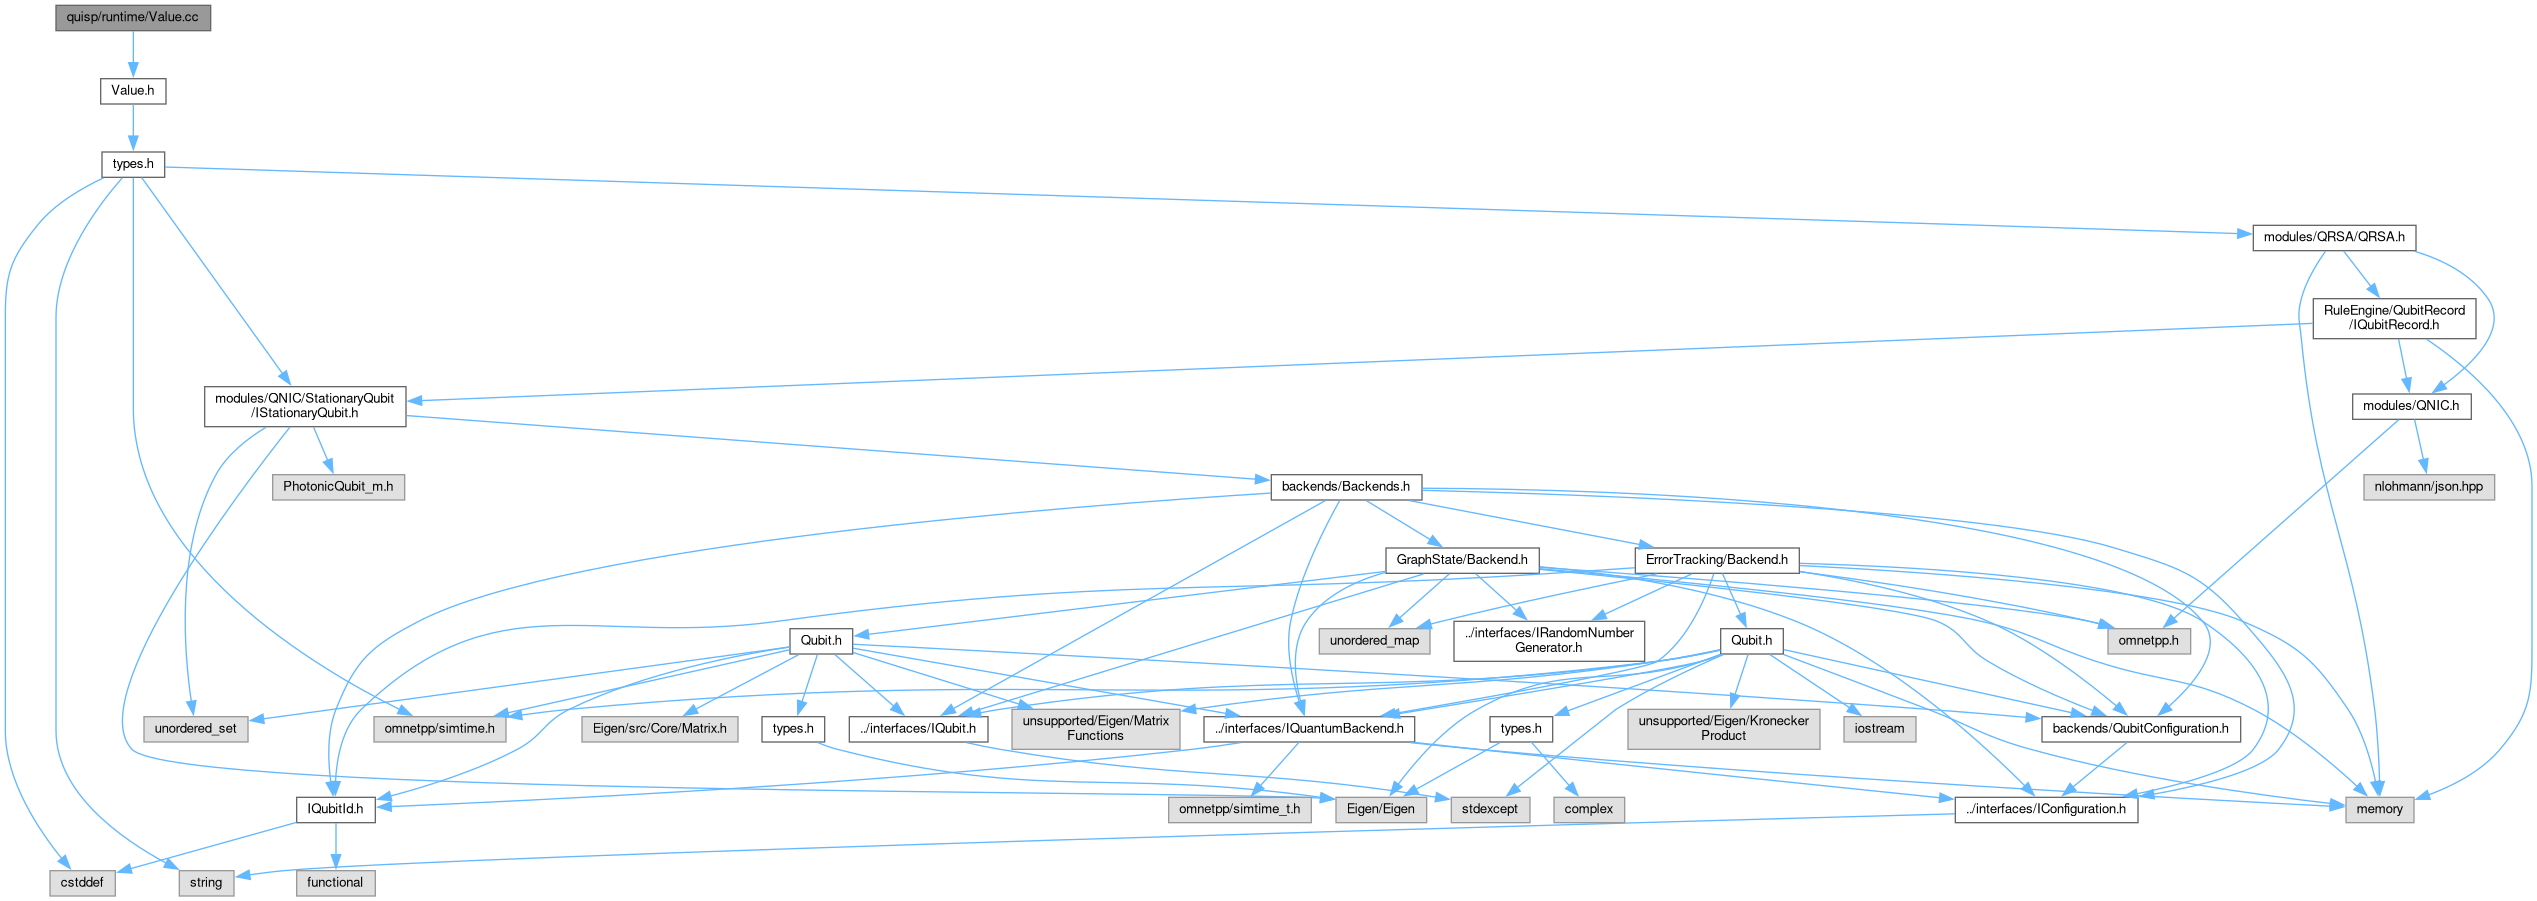 quisp/runtime/Value.cc
Value.h
types.h
modules/QRSA/QRSA.h
RuleEngine/QubitRecord
/IQubitRecord.h
modules/QNIC/StationaryQubit
/IStationaryQubit.h
modules/QNIC.h
PhotonicQubit_m.h
backends/Backends.h
nlohmann/json.hpp
GraphState/Backend.h
ErrorTracking/Backend.h
Qubit.h
unordered_map
../interfaces/IRandomNumber
Generator.h
Qubit.h
omnetpp.h
unordered_set
omnetpp/simtime.h
Eigen/src/Core/Matrix.h
types.h
../interfaces/IQubit.h
unsupported/Eigen/Matrix
Functions
../interfaces/IQuantumBackend.h
types.h
unsupported/Eigen/Kronecker
Product
iostream
backends/QubitConfiguration.h
IQubitId.h
omnetpp/simtime_t.h
Eigen/Eigen
stdexcept
complex
../interfaces/IConfiguration.h
memory
cstddef
string
functional